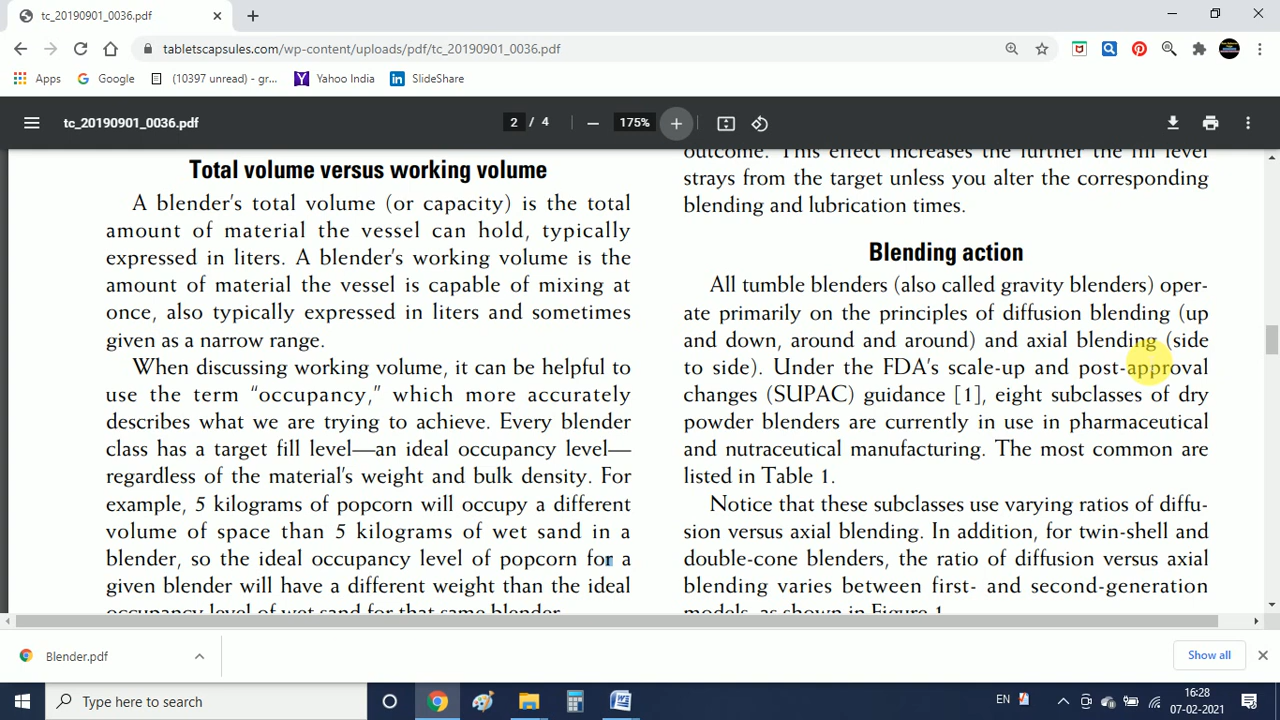 tc_20190901_0036.pdf
tabletscapsules.com/wp-content/uploads/pdf/tc_20190901_0036.pdf
Apps
Google
(10397 unread) - gr...
Yahoo India
SlideShare
tc_20190901_0036.pdf
2 / 4
175%
Total volume versus working volume
A blender's total volume (or capacity) is the total
amount of material the vessel can hold, typically
expressed in liters. A blender's working volume is the
amount of material the vessel is capable of mixing at
once, also typically expressed in liters and sometimes
given as a narrow range.
When discussing working volume, it can be helpful to
use the term “occupancy,” which more accurately
describes what we are trying to achieve. Every blender
class has a target fill level—an ideal occupancy level—
regardless of the material's weight and bulk density. For
example, 5 kilograms of popcorn will occupy a different
volume of space than 5 kilograms of wet sand in a
blender, so the ideal occupancy level of popcorn for a
given blender will have a different weight than the ideal
occupancy level of wet sand for that same blender.
outcome. This effect increases the further the fill level
strays from the target unless you alter the corresponding
blending and lubrication times.
Blending action
All tumble blenders (also called gravity blenders) oper-
ate primarily on the principles of diffusion blending (up
and down, around and around) and axial blending (side
to side). Under the FDA's scale-up and post-approval
changes (SUPAC) guidance [1], eight subclasses of dry
powder blenders are currently in use in pharmaceutical
and nutraceutical manufacturing. The most common are
listed in Table 1.
Notice that these subclasses use varying ratios of diffu-
sion versus axial blending. In addition, for twin-shell and
double-cone blenders, the ratio of diffusion versus axial
blending varies between first- and second-generation
models, as shown in Figure 1.
Blender.pdf
Show all
Type here to search
EN
16:28
07-02-2021